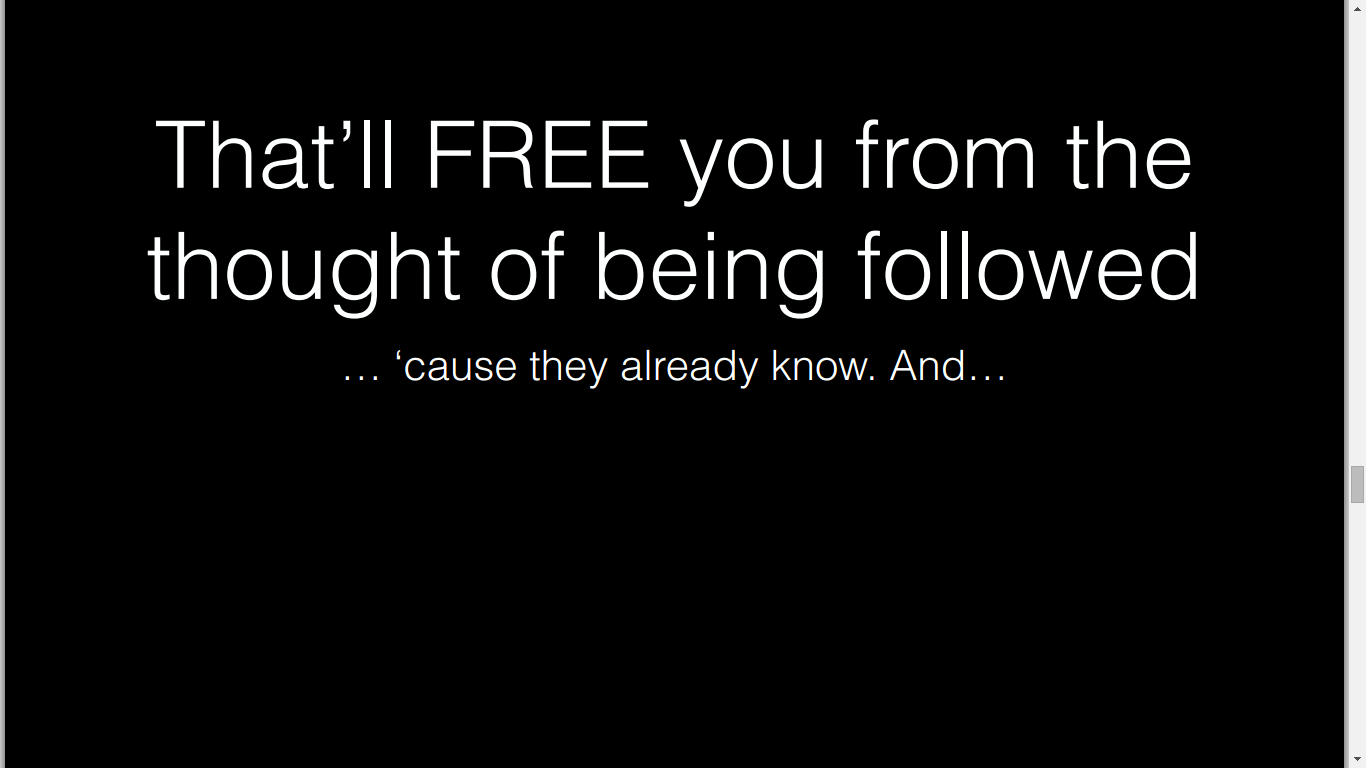 That’ll FREE you from the
thought of being followed
… ‘cause they already know. And…